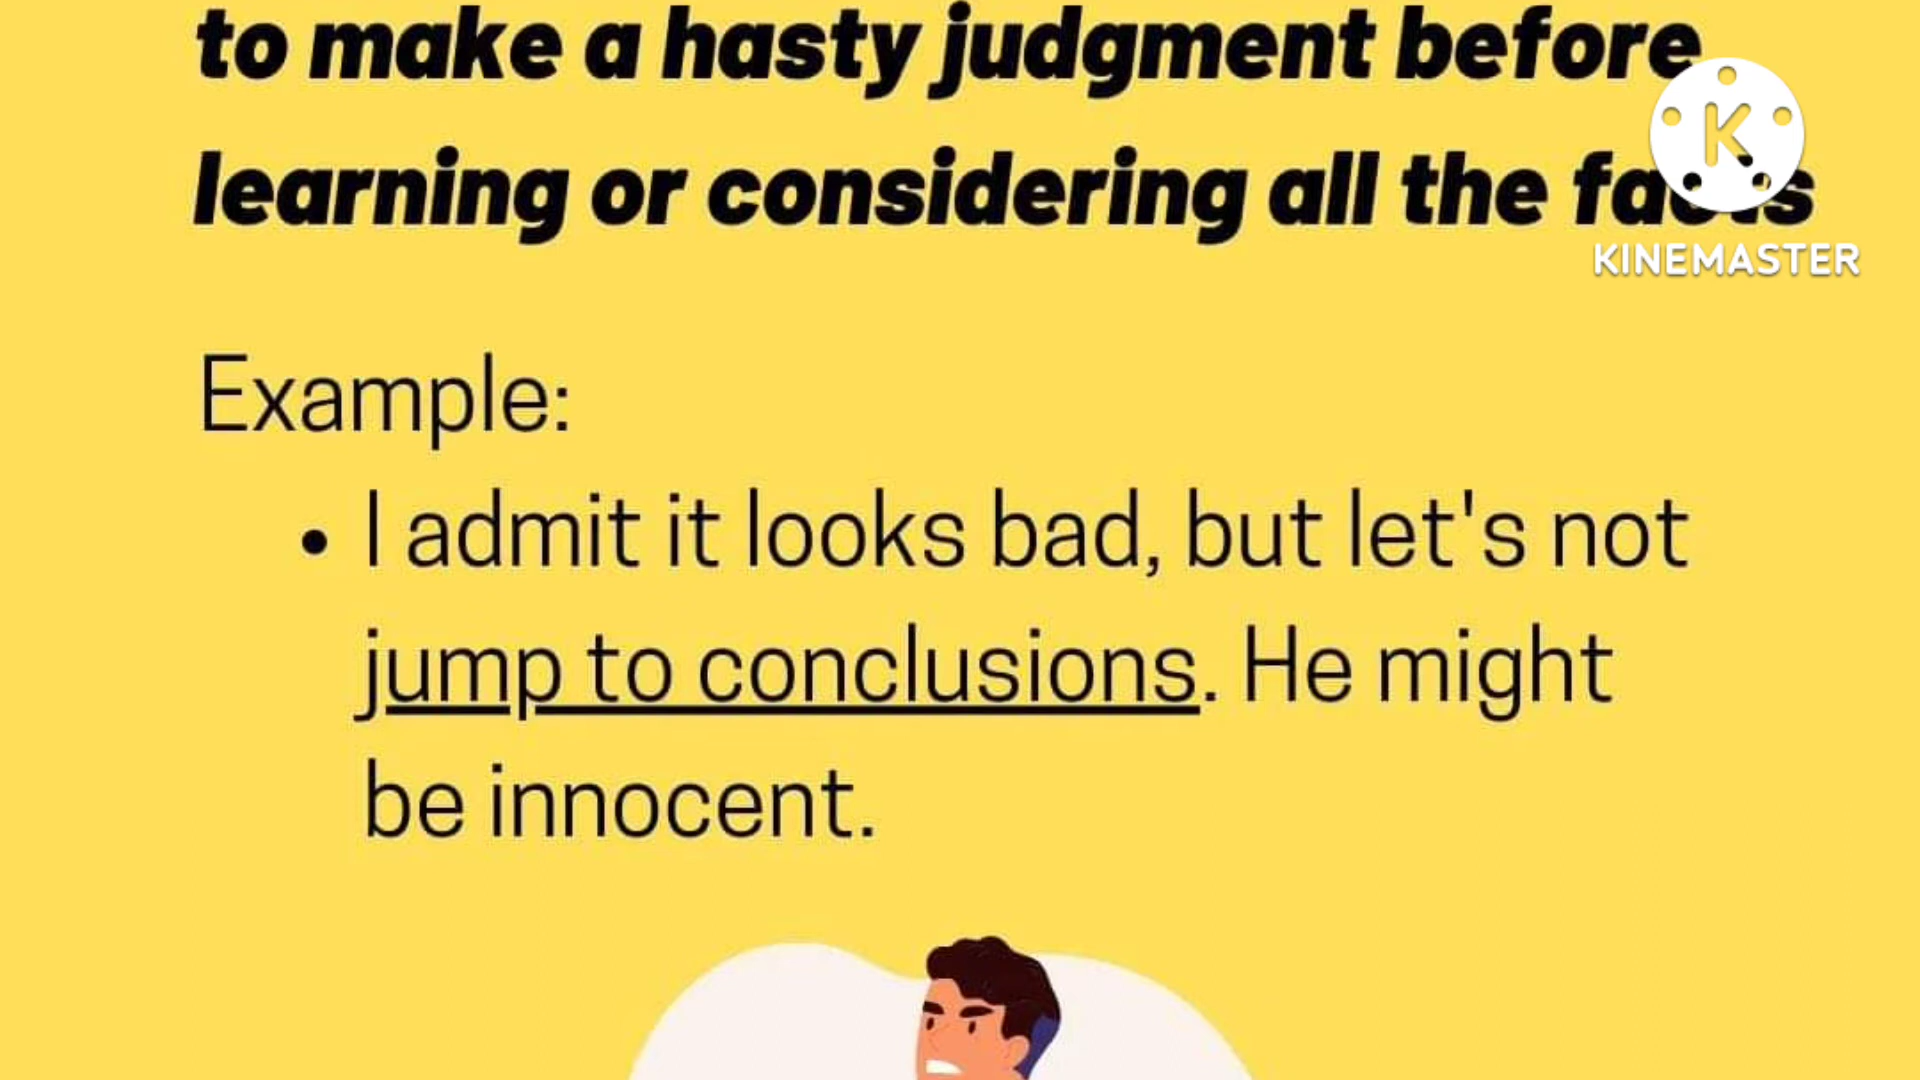 to make a hasty judgment before
learning or considering all the facts
K
KINEMASTER
Example:
• I admit it looks bad, but let's not
jump to conclusions. He might
be innocent.